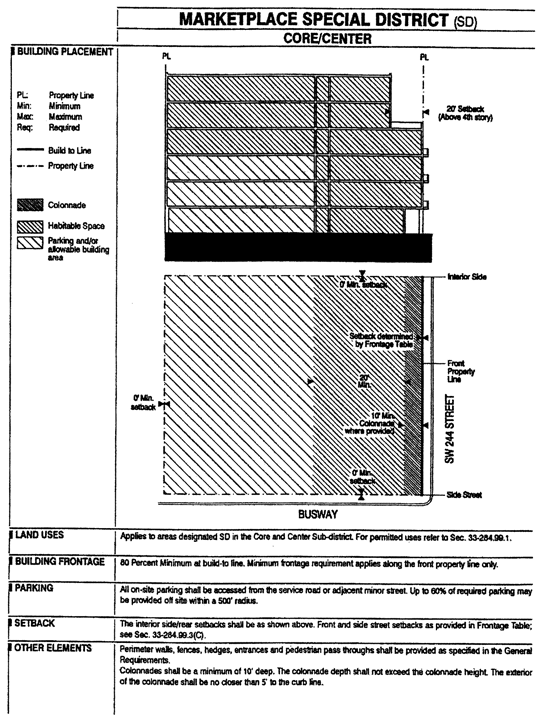 MARKETPLACE SPECIAL DISTRICT (SD)
CORE/CENTER
BUILDING PLACEMENT
PL: Property Line
Min: Minimum
Max: Maximum
Req: Required
Build to Line
Property Line
Colonnade
Habitable Space
Parking and/or
allowable building
area
PL
PL
20' Setback
(Above 4th story)
Interior Side
0' Min. setback
Setback determined
by Frontage Table
Front
Property
Line
20'
Min.
0' Min.
setback
10' Min.
Colonnade
where provided
SW 244 STREET
0' Min.
setback
Side Street
BUSWAY
LAND USES
Applies to areas designated SD in the Core and Center Sub-district. For permitted uses refer to Sec. 33-284.99.1.
BUILDING FRONTAGE
80 Percent Minimum at build-to line. Minimum frontage requirement applies along the front property line only.
PARKING
All on-site parking shall be accessed from the service road or adjacent minor street. Up to 60% of required parking may
be provided off site within a 500' radius.
SETBACK
The interior side/rear setbacks shall be as shown above. Front and side street setbacks as provided in Frontage Table;
see Sec. 33-284.99.3(C).
OTHER ELEMENTS
Perimeter walls, fences, hedges, entrances and pedestrian pass throughs shall be provided as specified in the General
Requirements.
Colonnades shall be a minimum of 10' deep. The colonnade depth shall not exceed the colonnade height. The exterior
of the colonnade shall be no closer than 5' to the curb line.